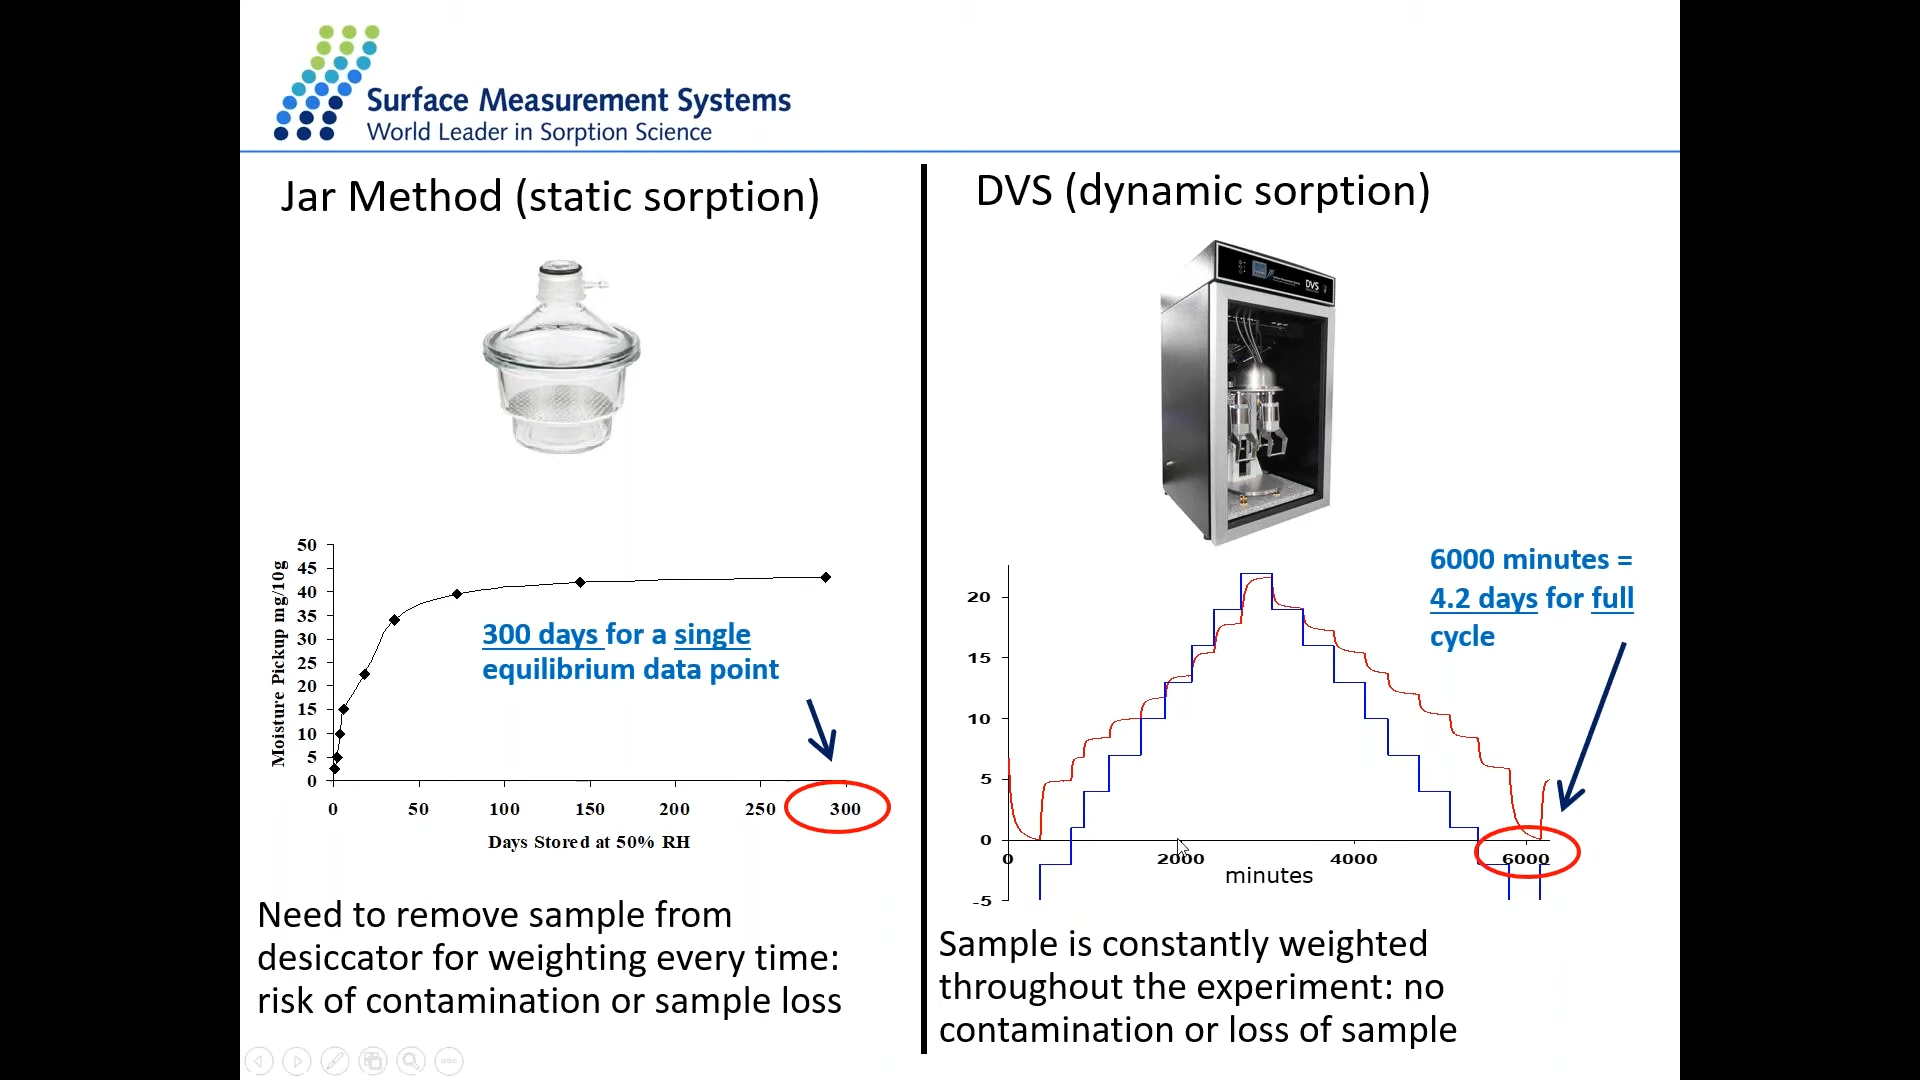 Surface Measurement Systems
World Leader in Sorption Science
Jar Method (static sorption)
50
45
40
35
30
25
20
15
10
5
0
Moisture Pickup mg/10g
300 days for a single
equilibrium data point
0 50 100 150 200 250 300
Days Stored at 50% RH
Need to remove sample from
desiccator for weighting every time:
risk of contamination or sample loss
DVS (dynamic sorption)
DVS
6000 minutes =
4.2 days for full
cycle
20
15
10
5
0
-5
0 2000 4000 6000
minutes
Sample is constantly weighted
throughout the experiment: no
contamination or loss of sample